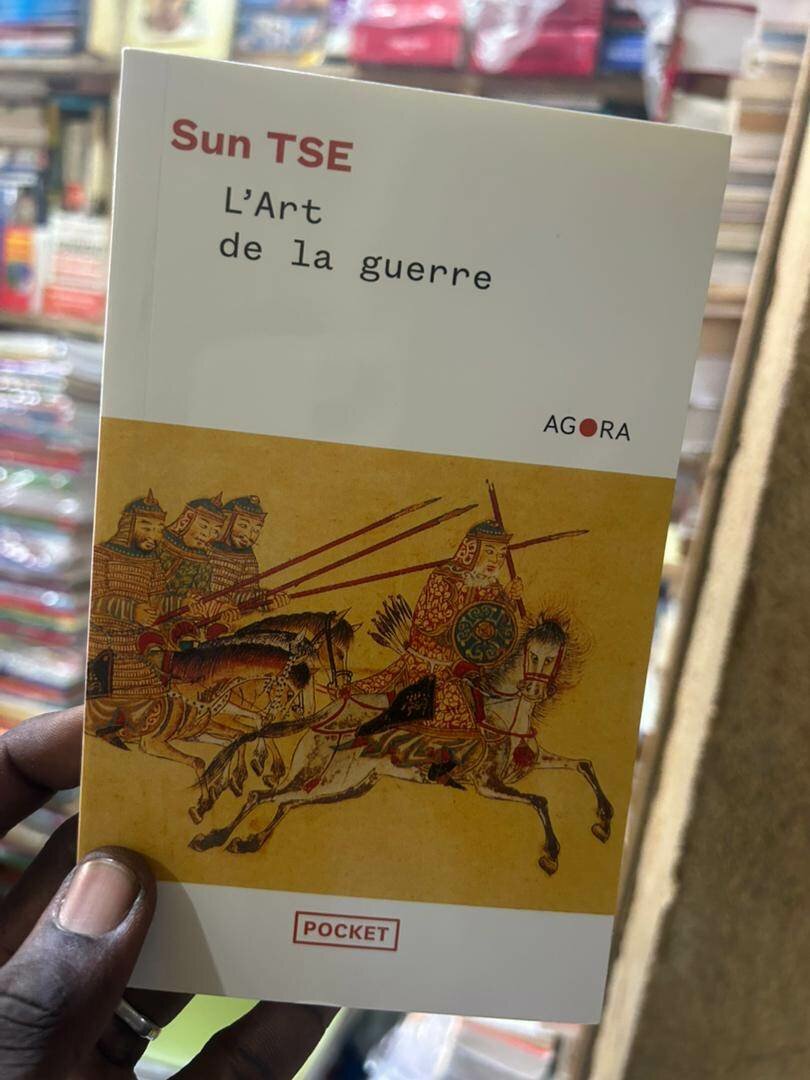 Sun TSE
L'Art
de la guerre
AGORA
POCKET